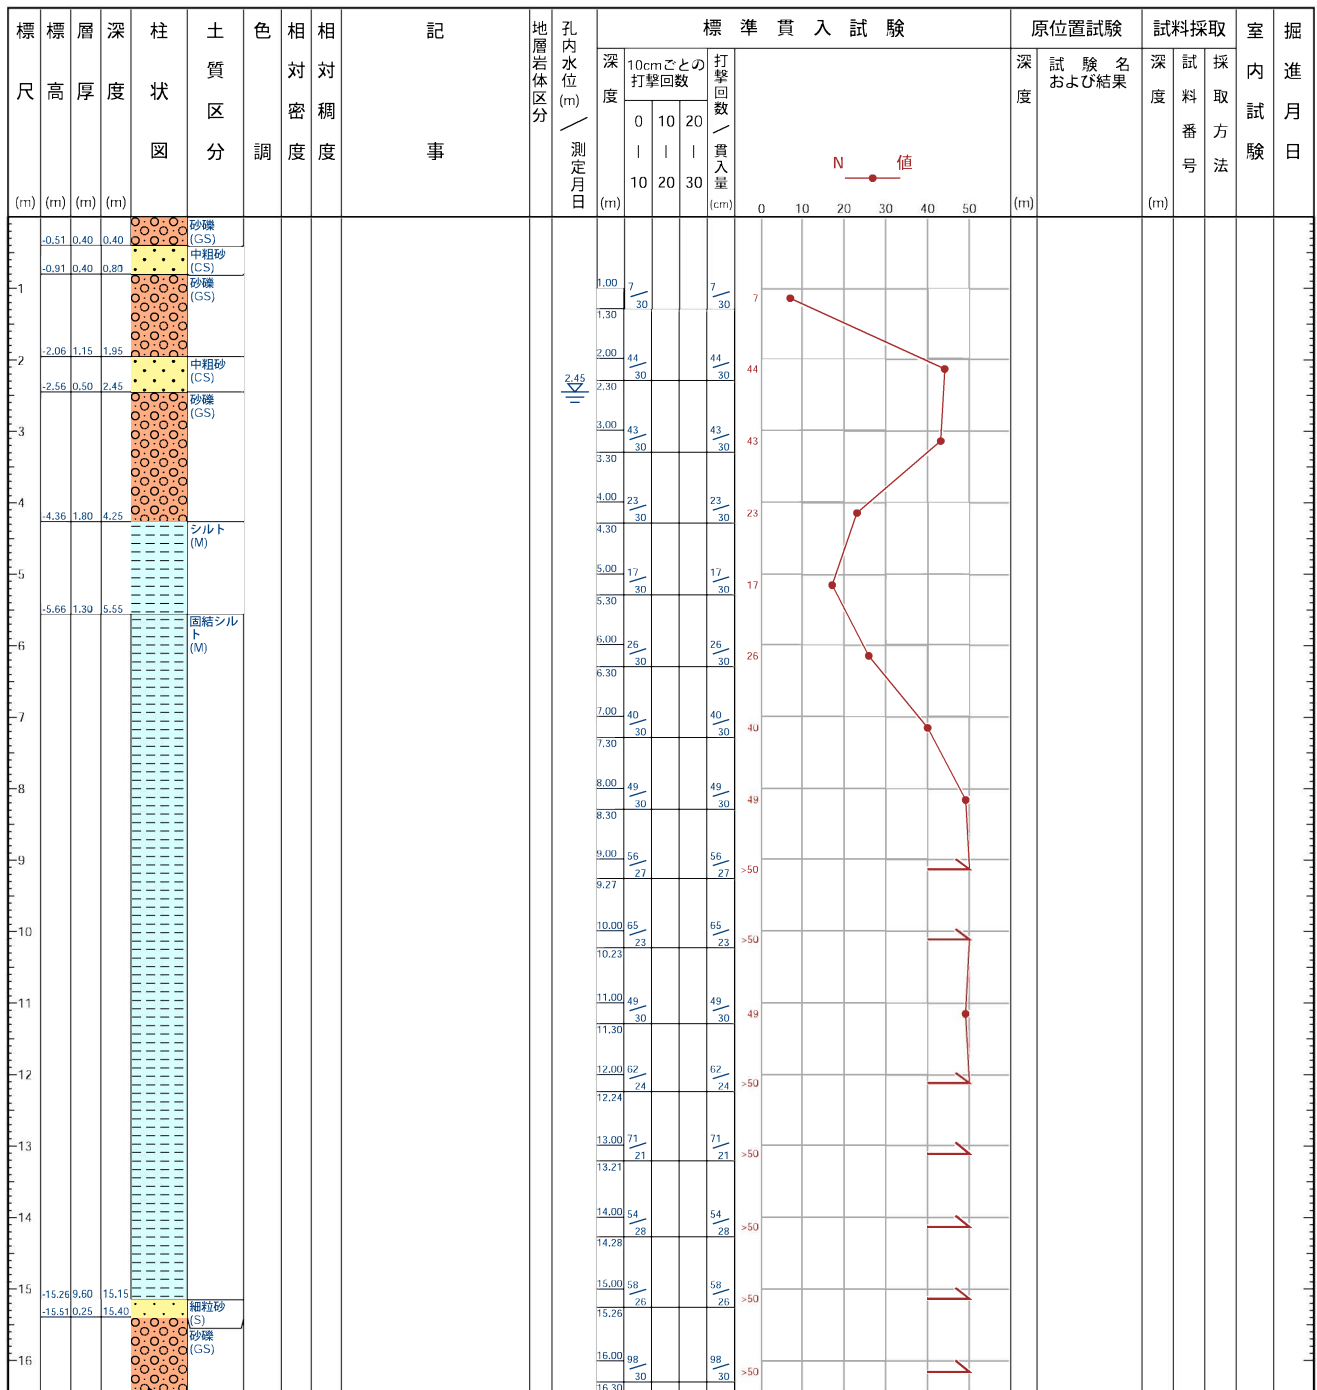 標尺
(m)
標高
(m)
層厚
(m)
深度
(m)
柱状図
土質区分
色調
相対密度
相対稠度
記事
地層岩体区分
孔内水位(m)/測定月日
標準貫入試験
深度
(m)
10cmごとの
打撃回数
0 | 10
10 | 20
20 | 30
打撃回数/貫入量
(cm)
N 値
0 10 20 30 40 50
原位置試験
深度
(m)
試験名
および結果
試料採取
深度
(m)
試料番号
採取方法
室内試験
掘進月日
砂礫
-0.51 0.40 0.40 (GS)
中粗砂
-0.91 0.40 0.80 (CS)
砂礫
(GS)
1
1.00 7/30 7/30 7
1.30
-2.06 1.15 1.95
2
中粗砂
(CS)
2.00 44/30 44/30 44
2.45
2.30
-2.56 0.50 2.45
砂礫
(GS)
3
3.00 43/30 43/30 43
3.30
4
4.00 23/30 23/30 23
-4.36 1.80 4.25
4.30
シルト
(M)
5
5.00 17/30 17/30 17
5.30
-5.66 1.30 5.55
固結シル
ト
(M)
6
6.00 26/30 26/30 26
6.30
7
7.00 40/30 40/30 40
7.30
8
8.00 49/30 49/30 49
8.30
9
9.00 56/27 56/27 >50
9.27
10
10.00 65/23 65/23 >50
10.23
11
11.00 49/30 49/30 49
11.30
12
12.00 62/24 62/24 >50
12.24
13
13.00 71/21 71/21 >50
13.21
14
14.00 54/28 54/28 >50
14.28
15
15.00 58/26 58/26 >50
-15.26 9.60 15.15
15.26
-15.51 0.25 15.40
細粒砂
(S)
砂礫
(GS)
16
16.00 98/30 98/30 >50
16.30